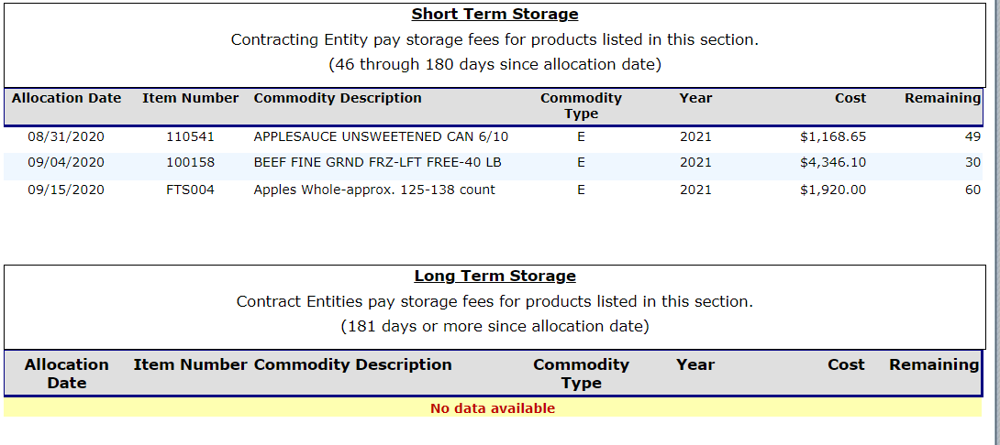 Short Term Storage
Contracting Entity pay storage fees for products listed in this section.
(46 through 180 days since allocation date)
Allocation Date Item Number Commodity Description Commodity Type Year Cost Remaining
08/31/2020 110541 APPLESAUCE UNSWEETENED CAN 6/10 E 2021 $1,168.65 49
09/04/2020 100158 BEEF FINE GRND FRZ-LFT FREE-40 LB E 2021 $4,346.10 30
09/15/2020 FTS004 Apples Whole-approx. 125-138 count E 2021 $1,920.00 60
Long Term Storage
Contract Entities pay storage fees for products listed in this section.
(181 days or more since allocation date)
Allocation Date Item Number Commodity Description Commodity Type Year Cost Remaining
No data available